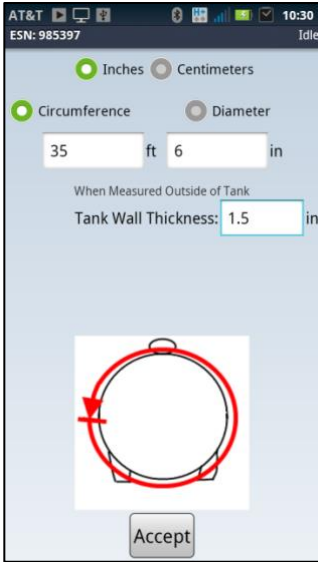 AT&T 10:30
ESN: 985397 Idle
Inches Centimeters
Circumference Diameter
35 ft 6 in
When Measured Outside of Tank
Tank Wall Thickness: 1.5 in
Accept